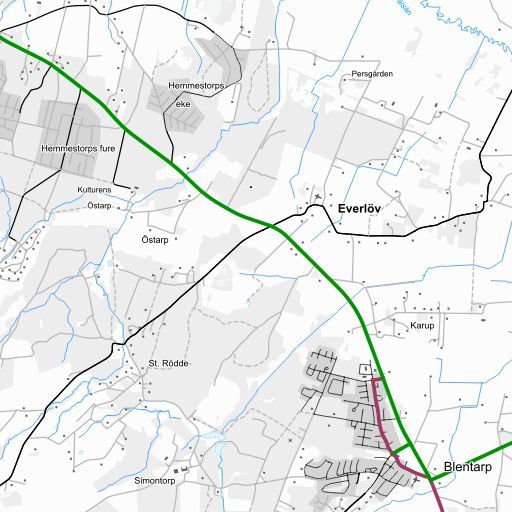 Hemmestorps
eke
Persgården
Hemmestorps fure
Kulturens
Östarp
Everlöv
Östarp
Karup
St. Rödde
Blentarp
Simontorp